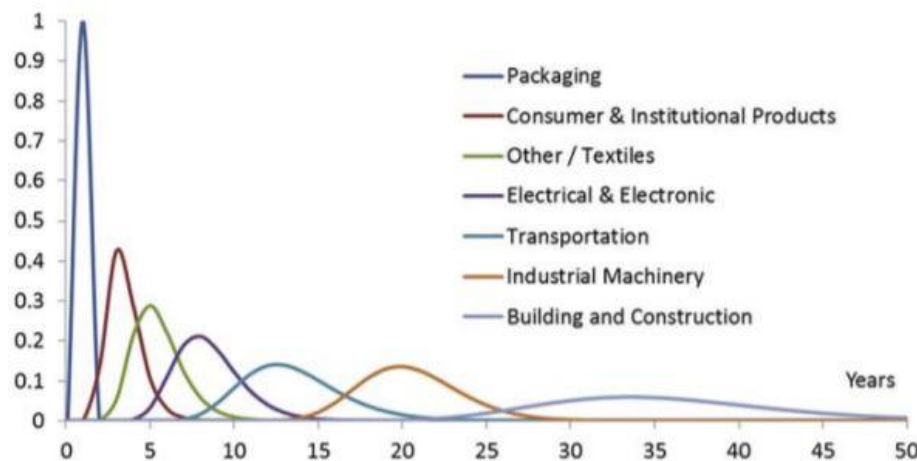 1
0.9
0.8
0.7
0.6
0.5
0.4
0.3
0.2
0.1
0
Packaging
Consumer & Institutional Products
Other / Textiles
Electrical & Electronic
Transportation
Industrial Machinery
Building and Construction
Years
0 5 10 15 20 25 30 35 40 45 50